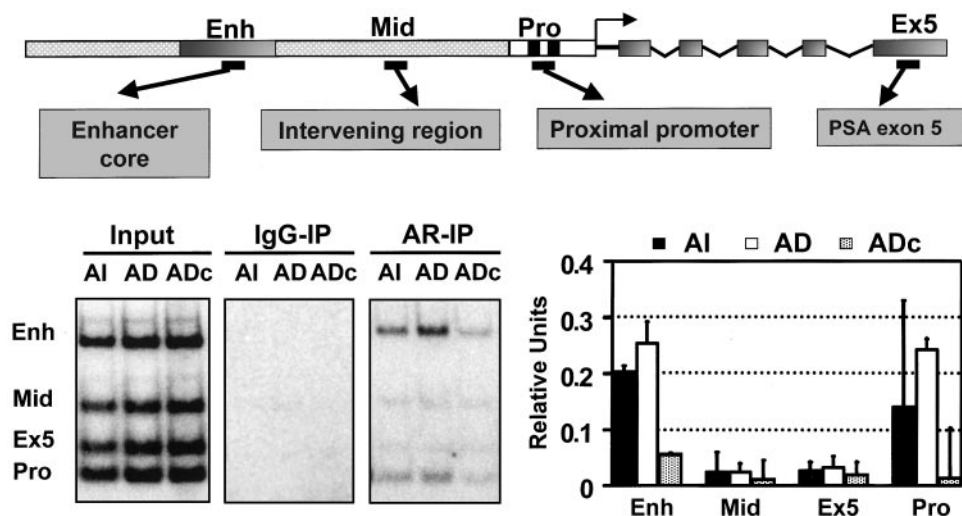 Enh Mid Pro Ex5
Enhancer core
Intervening region
Proximal promoter
PSA exon 5
Input IgG-IP AR-IP
AI AD ADc AI AD ADc AI AD ADc
Enh
Mid
Ex5
Pro
AI AD ADc
Relative Units
0.4
0.3
0.2
0.1
0
Enh Mid Ex5 Pro